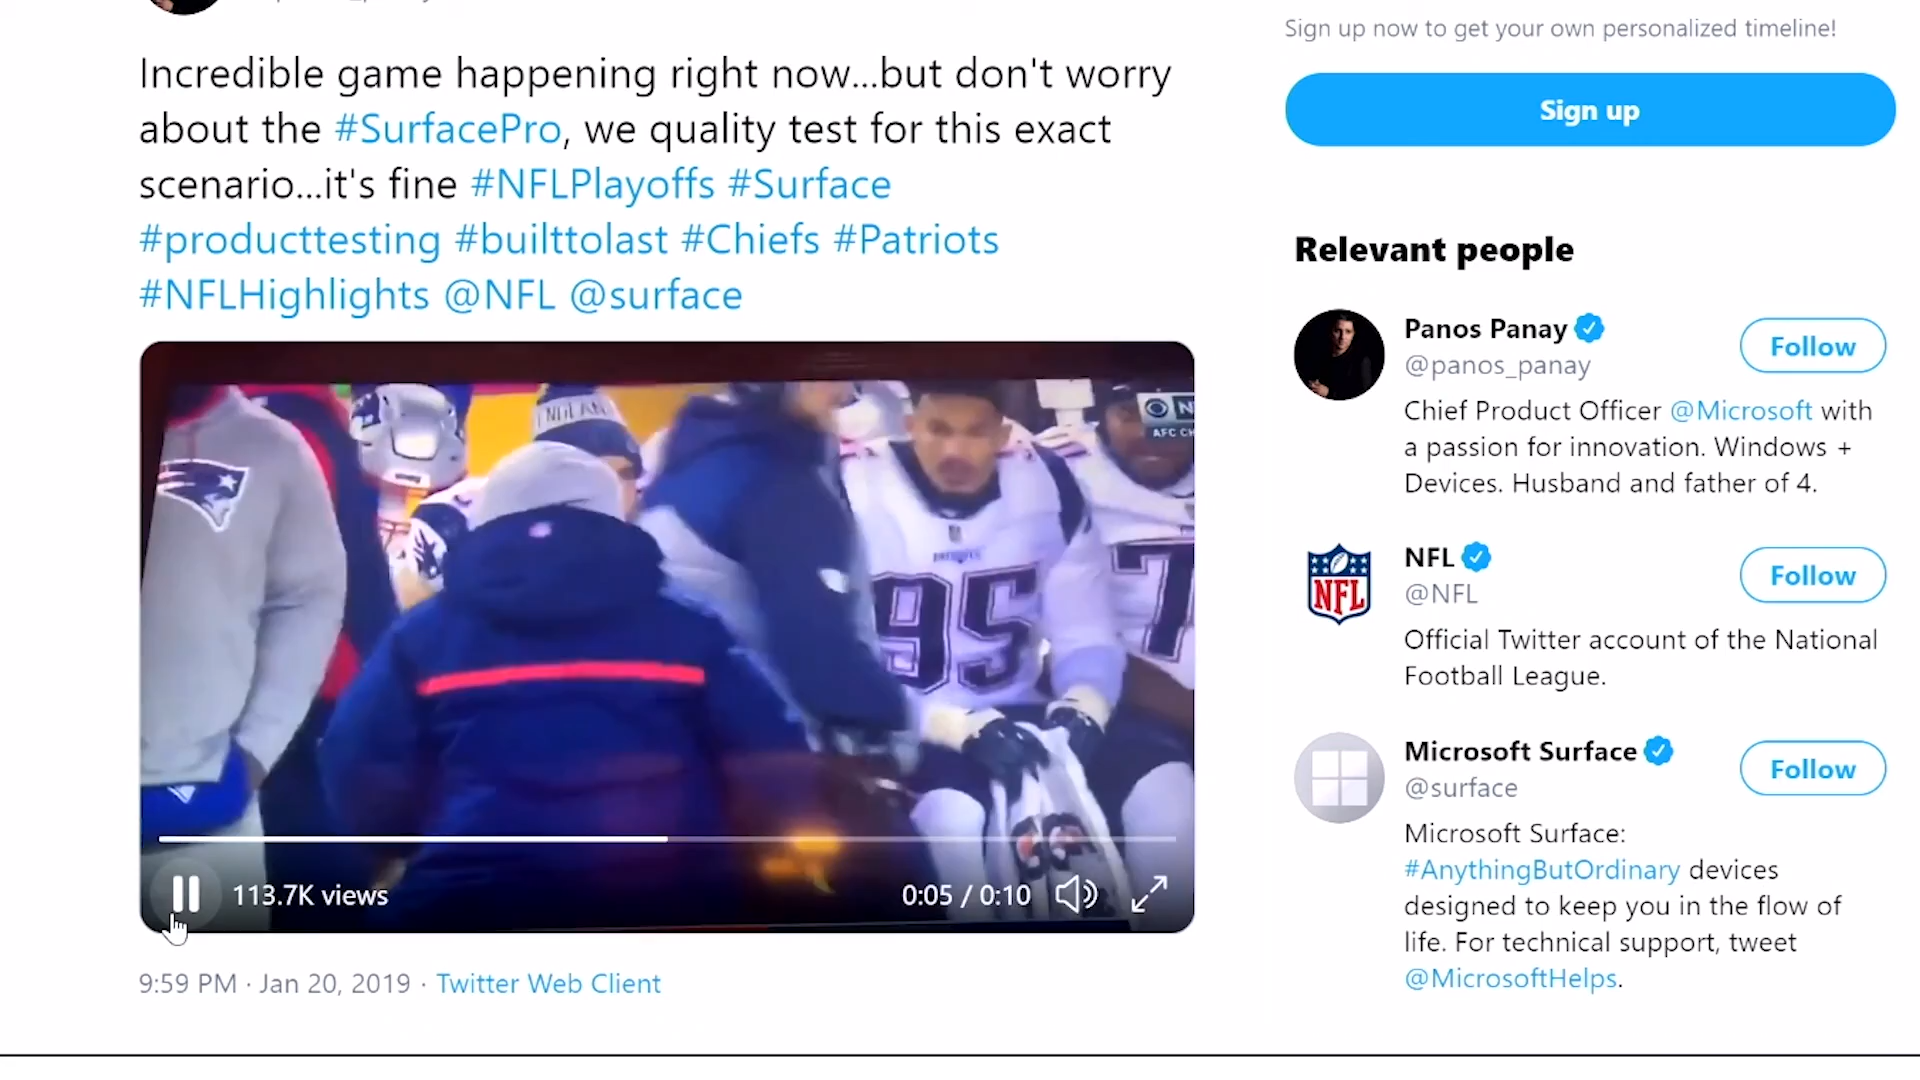 Sign up now to get your own personalized timeline!
Incredible game happening right now...but don't worry
about the #SurfacePro, we quality test for this exact
scenario...it's fine #NFLPlayoffs #Surface
#producttesting #builttolast #Chiefs #Patriots
#NFLHighlights @NFL @surface
Sign up
Relevant people
Panos Panay
@panos_panay
Follow
Chief Product Officer @Microsoft with
a passion for innovation. Windows +
Devices. Husband and father of 4.
NFL
@NFL
Follow
Official Twitter account of the National
Football League.
NFL
Microsoft Surface
@surface
Follow
Microsoft Surface:
#AnythingButOrdinary devices
designed to keep you in the flow of
life. For technical support, tweet
@MicrosoftHelps.
PATRIOTS
95
7
AFC CH
113.7K views
0:05 / 0:10
9:59 PM · Jan 20, 2019 · Twitter Web Client